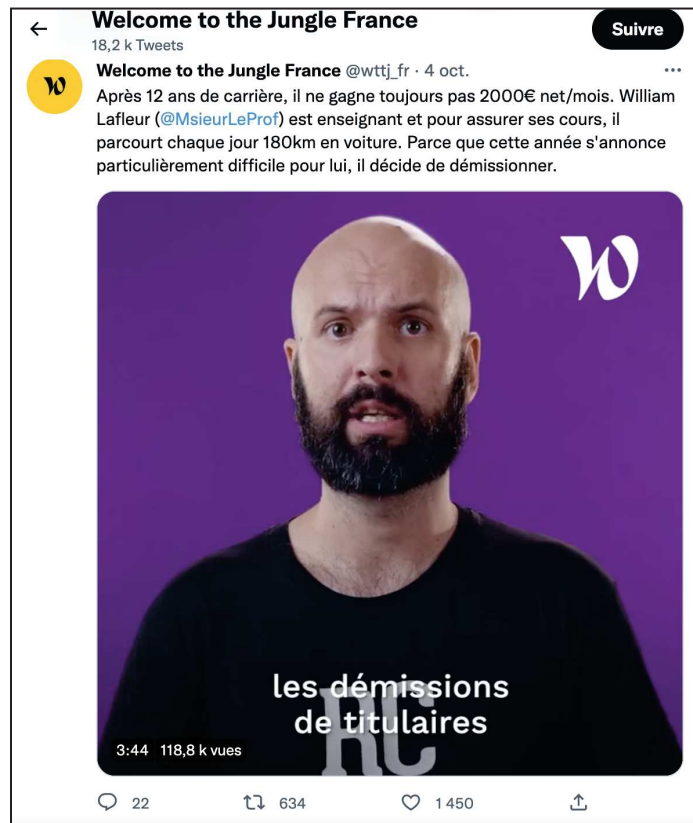 Welcome to the Jungle France
18,2 k Tweets
Suivre
Welcome to the Jungle France @wttj_fr · 4 oct.
Après 12 ans de carrière, il ne gagne toujours pas 2000€ net/mois. William
Lafleur (@MsieurLeProf) est enseignant et pour assurer ses cours, il
parcourt chaque jour 180km en voiture. Parce que cette année s'annonce
particulièrement difficile pour lui, il décide de démissionner.
W
W
les démissions
de titulaires
RC
3:44 118,8 k vues
22 634 1 450